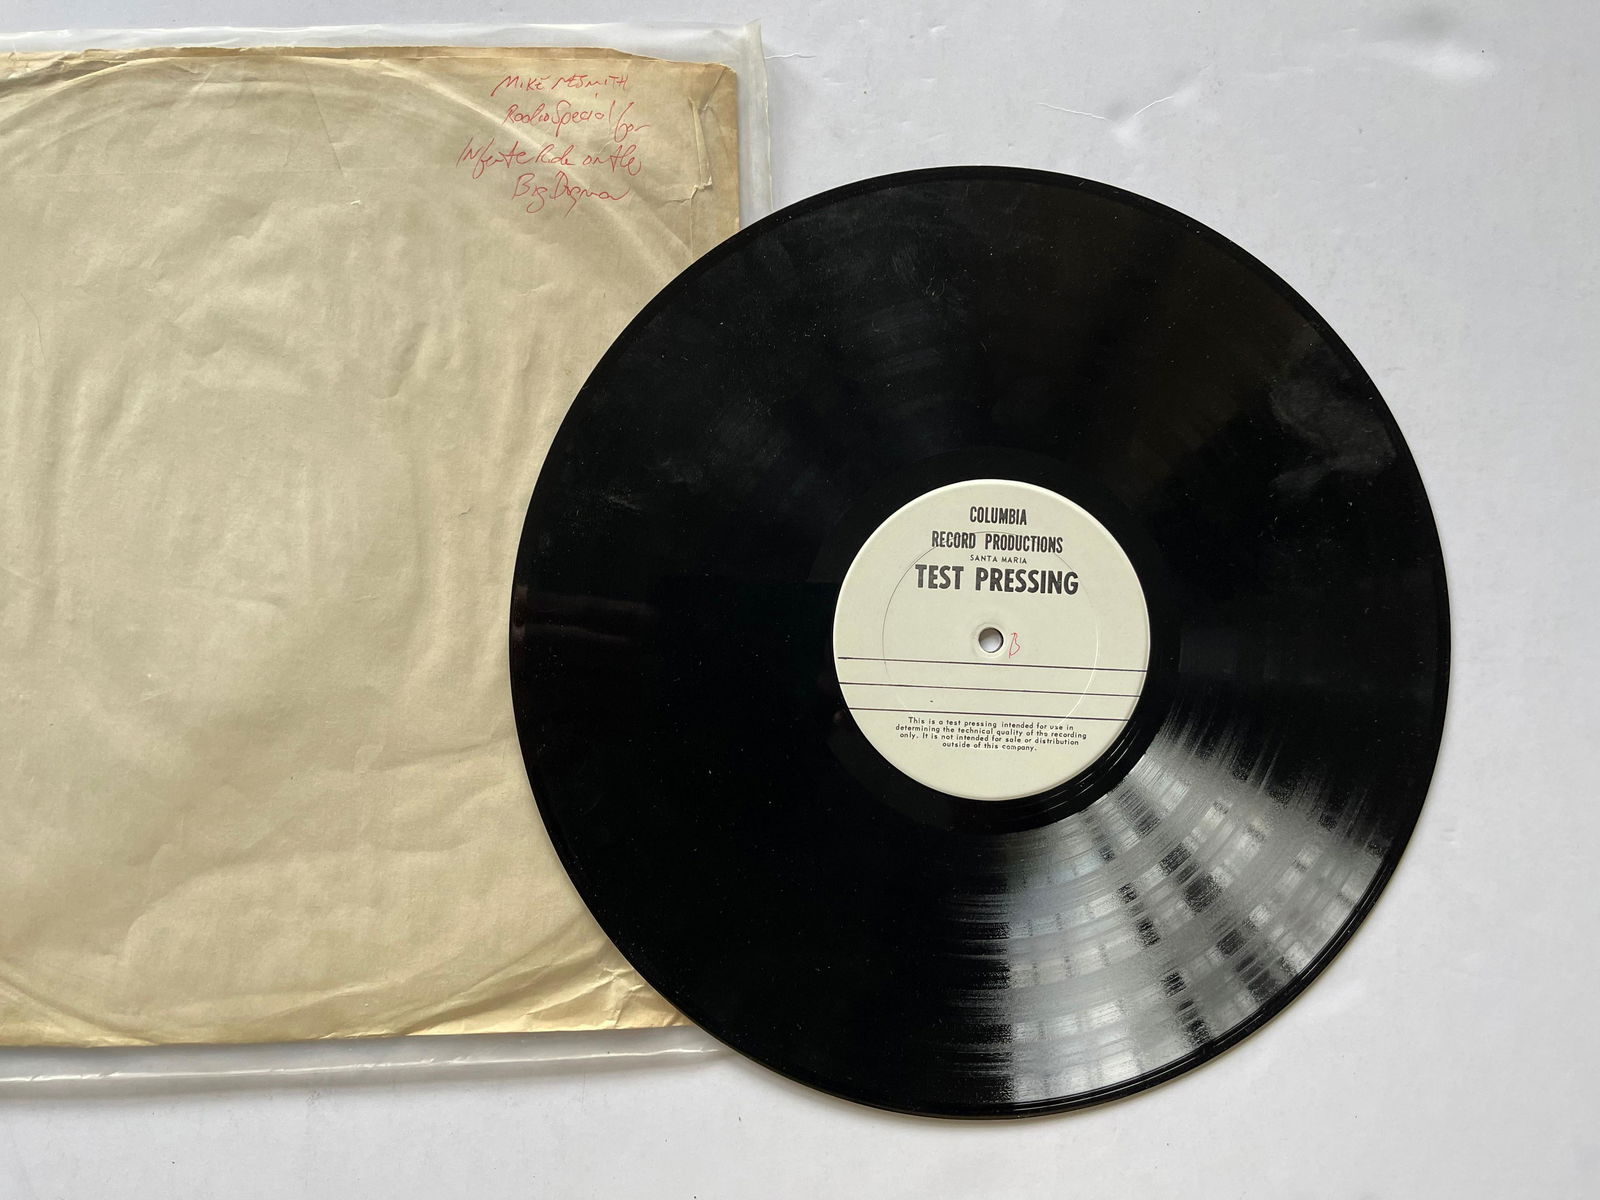 MIKE NESMITH
Radio Special for
Infinite Ride on the
Big Dogma
COLUMBIA
RECORD PRODUCTIONS
SANTA MARIA
TEST PRESSING
B
This is a test pressing intended for use in
determining the technical quality of the recording
only. It is not intended for sale or distribution
outside of this company.